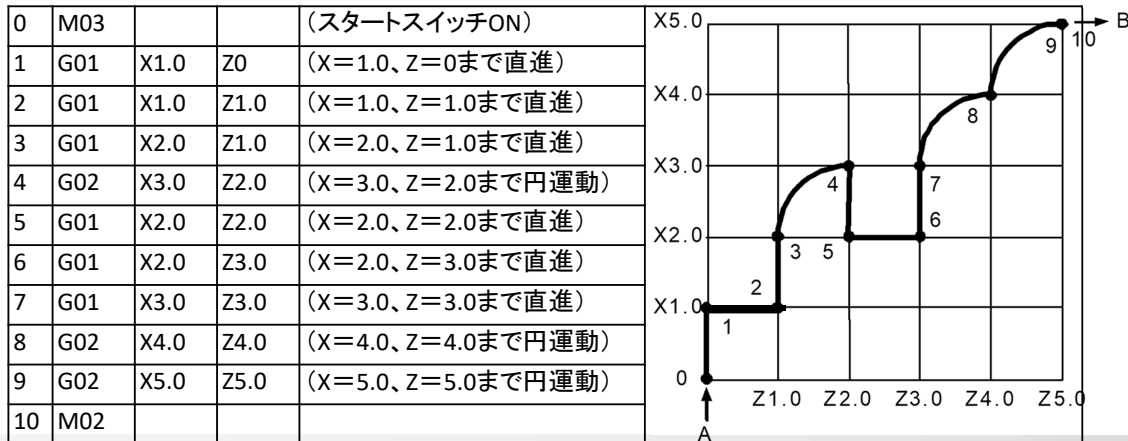 0 M03 （スタートスイッチON）
1 G01 X1.0 Z0 （X＝1.0、Z＝0まで直進）
2 G01 X1.0 Z1.0 （X＝1.0、Z＝1.0まで直進）
3 G01 X2.0 Z1.0 （X＝2.0、Z＝1.0まで直進）
4 G02 X3.0 Z2.0 （X＝3.0、Z＝2.0まで円運動）
5 G01 X2.0 Z2.0 （X＝2.0、Z＝2.0まで直進）
6 G01 X2.0 Z3.0 （X＝2.0、Z＝3.0まで直進）
7 G01 X3.0 Z3.0 （X＝3.0、Z＝3.0まで直進）
8 G02 X4.0 Z4.0 （X＝4.0、Z＝4.0まで円運動）
9 G02 X5.0 Z5.0 （X＝5.0、Z＝5.0まで円運動）
10 M02
X5.0 B
9 10
X4.0
8
X3.0
4 7
6
X2.0
3 5
2
X1.0
1
0
Z1.0 Z2.0 Z3.0 Z4.0 Z5.0
A